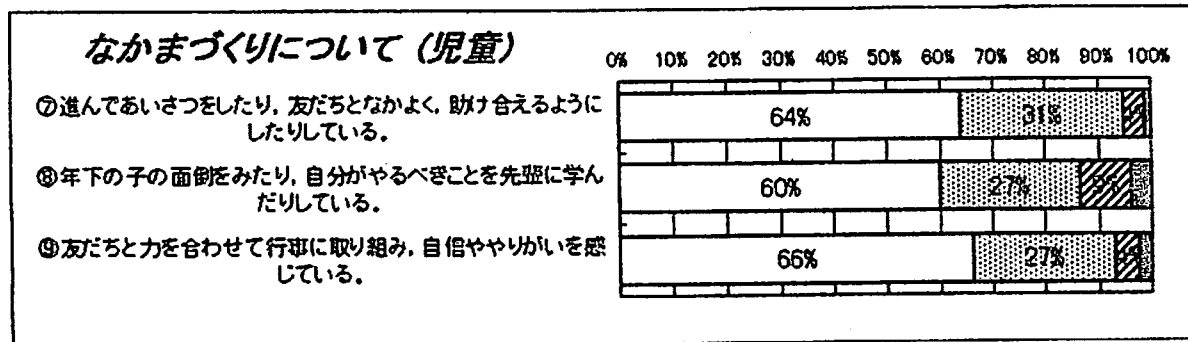 なかまづくりについて(児童)
0% 10% 20% 30% 40% 50% 60% 70% 80% 90% 100%
⑦進んであいさつをしたり,友だちとなかよく,助け合えるように
したりしている。
64% 31%
⑧年下の子の面倒をみたり,自分がやるべきことを先輩に学ん
だりしている。
60% 27% 9%
⑨友だちと力を合わせて行事に取り組み,自信ややりがいを感
じている。
66% 27%